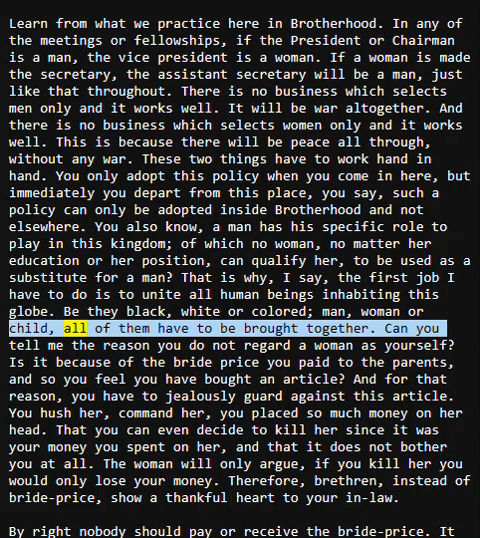 Learn from what we practice here in Brotherhood. In any of
the meetings or fellowships, if the President or Chairman
is a man, the vice president is a woman. If a woman is made
the secretary, the assistant secretary will be a man, just
like that throughout. There is no business which selects
men only and it works well. It will be war altogether. And
there is no business which selects women only and it works
well. This is because there will be peace all through,
without any war. These two things have to work hand in
hand. You only adopt this policy when you come in here, but
immediately you depart from this place, you say, such a
policy can only be adopted inside Brotherhood and not
elsewhere. You also know, a man has his specific role to
play in this kingdom; of which no woman, no matter her
education or her position, can qualify her, to be used as a
substitute for a man? That is why, I say, the first job I
have to do is to unite all human beings inhabiting this
globe. Be they black, white or colored; man, woman or
child, all of them have to be brought together. Can you
tell me the reason you do not regard a woman as yourself?
Is it because of the bride price you paid to the parents,
and so you feel you have bought an article? And for that
reason, you have to jealously guard against this article.
You hush her, command her, you placed so much money on her
head. That you can even decide to kill her since it was
your money you spent on her, and that it does not bother
you at all. The woman will only argue, if you kill her you
would only lose your money. Therefore, brethren, instead of
bride-price, show a thankful heart to your in-law.
By right nobody should pay or receive the bride-price. It